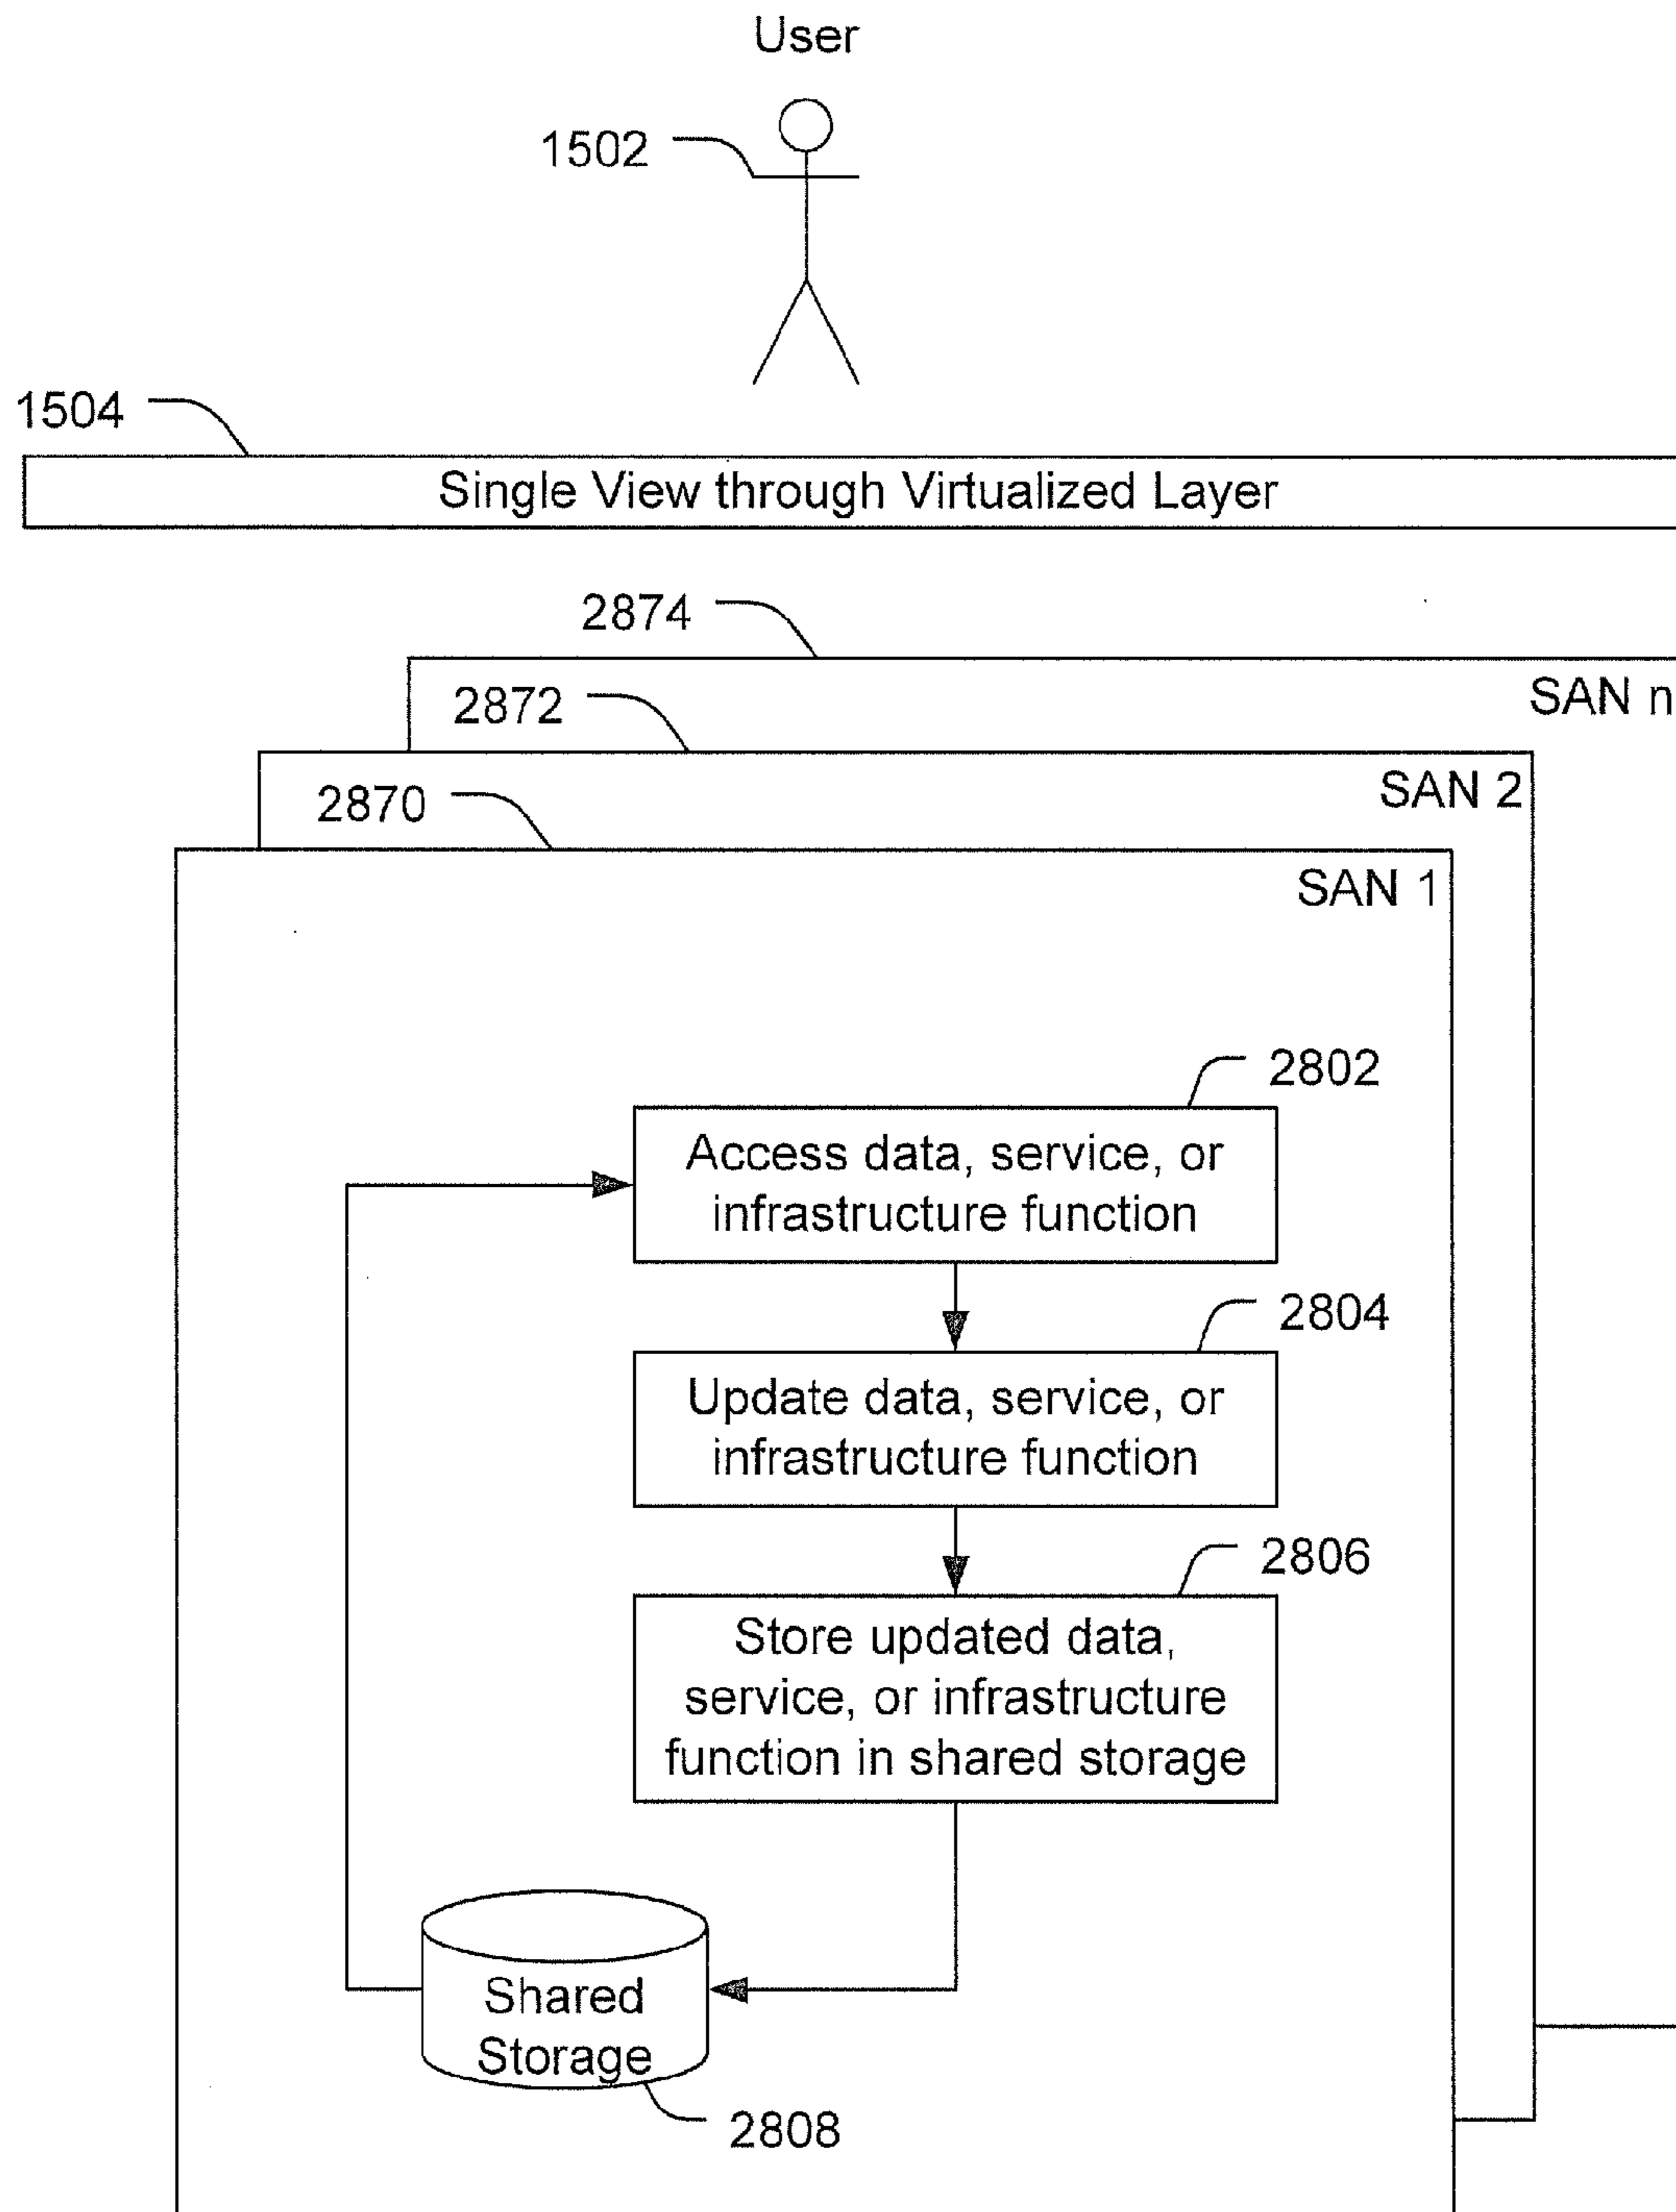 User
1502
1504
Single View through Virtualized Layer
2874
SAN n
2872
SAN 2
2870
SAN 1
2802
Access data, service, or
infrastructure function
2804
Update data, service, or
infrastructure function
2806
Store updated data,
service, or infrastructure
function in shared storage
Shared
Storage
2808